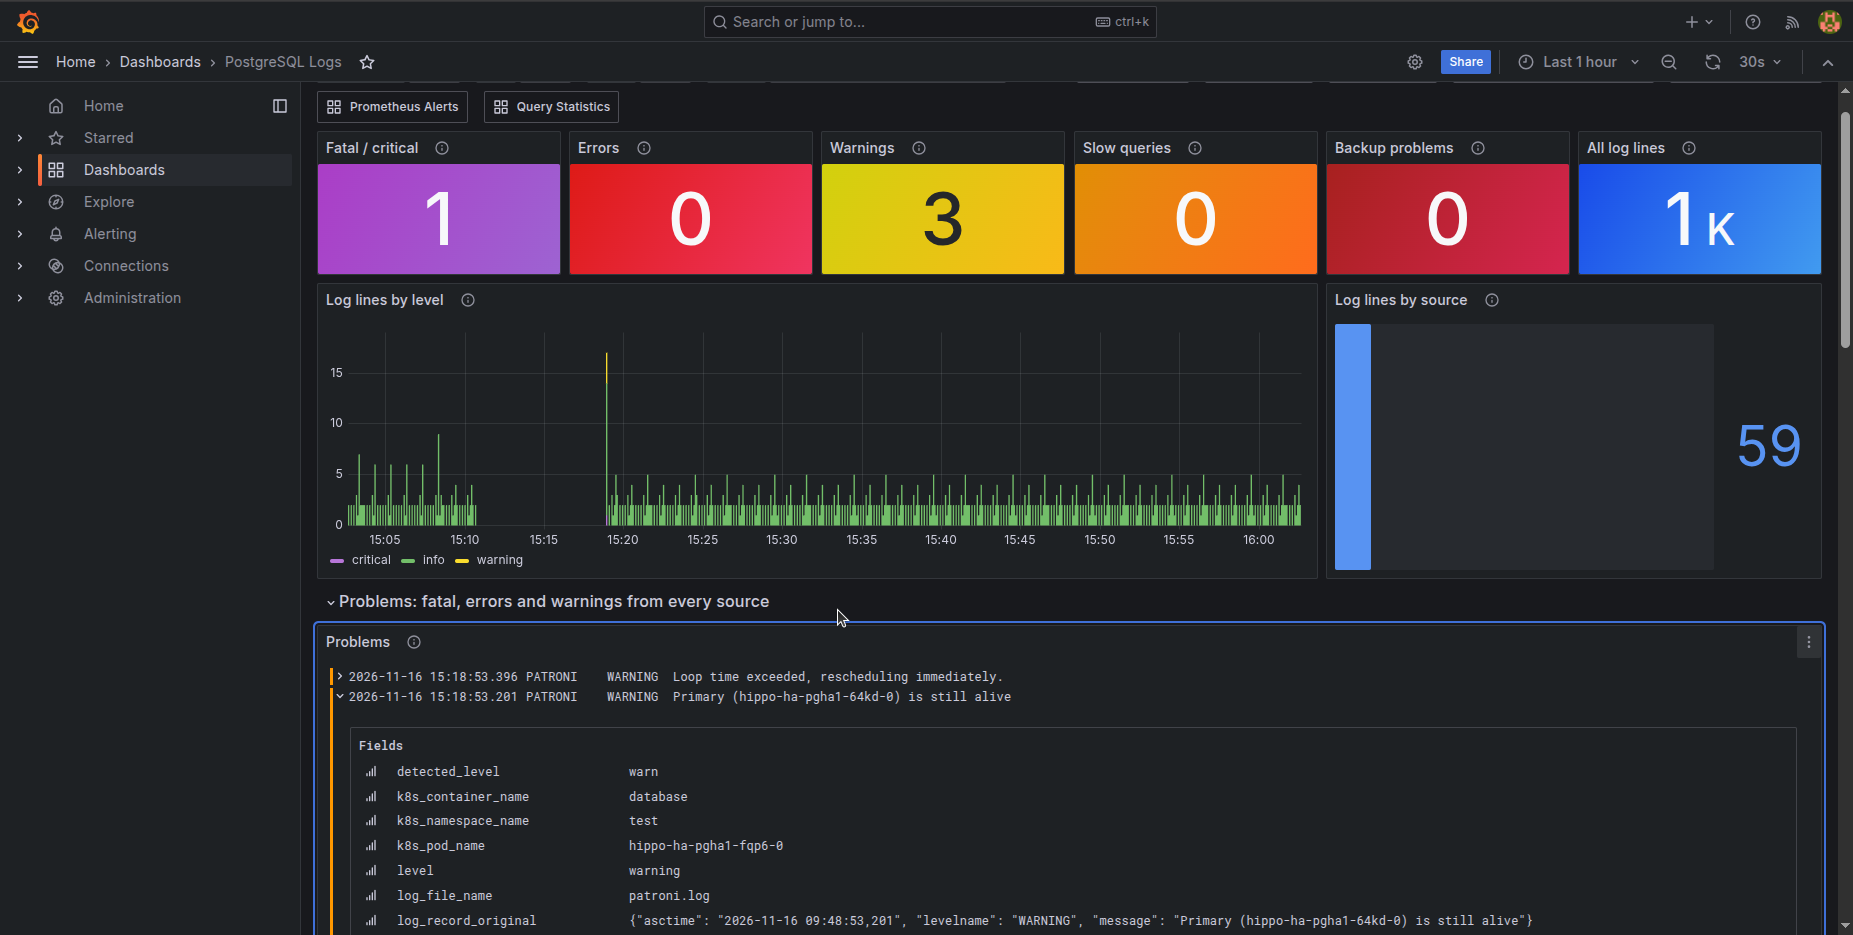 Search or jump to...
ctrl+k
Home › Dashboards › PostgreSQL Logs
Share
Last 1 hour
30s
Home
Starred
Dashboards
Explore
Alerting
Connections
Administration
Prometheus Alerts
Query Statistics
Fatal / critical
1
Errors
0
Warnings
3
Slow queries
0
Backup problems
0
All log lines
1 K
Log lines by level
15
10
5
0
15:05 15:10 15:15 15:20 15:25 15:30 15:35 15:40 15:45 15:50 15:55 16:00
critical info warning
Log lines by source
59
Problems: fatal, errors and warnings from every source
Problems
2026-11-16 15:18:53.396 PATRONI WARNING Loop time exceeded, rescheduling immediately.
2026-11-16 15:18:53.201 PATRONI WARNING Primary (hippo-ha-pgha1-64kd-0) is still alive
Fields
detected_level warn
k8s_container_name database
k8s_namespace_name test
k8s_pod_name hippo-ha-pgha1-fqp6-0
level warning
log_file_name patroni.log
log_record_original {"asctime": "2026-11-16 09:48:53,201", "levelname": "WARNING", "message": "Primary (hippo-ha-pgha1-64kd-0) is still alive"}